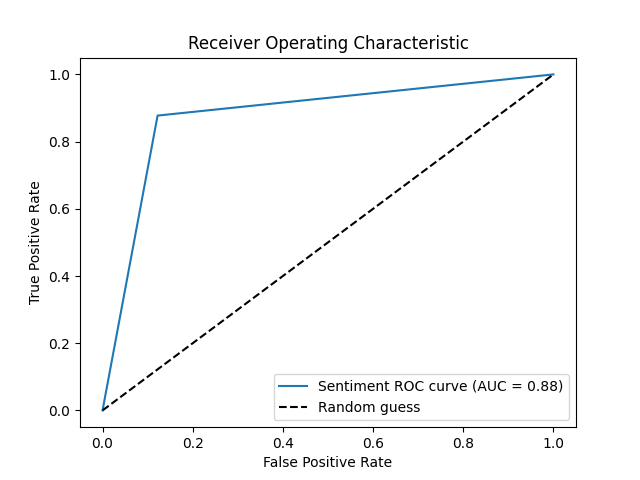 Receiver Operating Characteristic
True Positive Rate
1.0
0.8
0.6
0.4
0.2
0.0
Sentiment ROC curve (AUC = 0.88)
Random guess
0.0 0.2 0.4 0.6 0.8 1.0
False Positive Rate